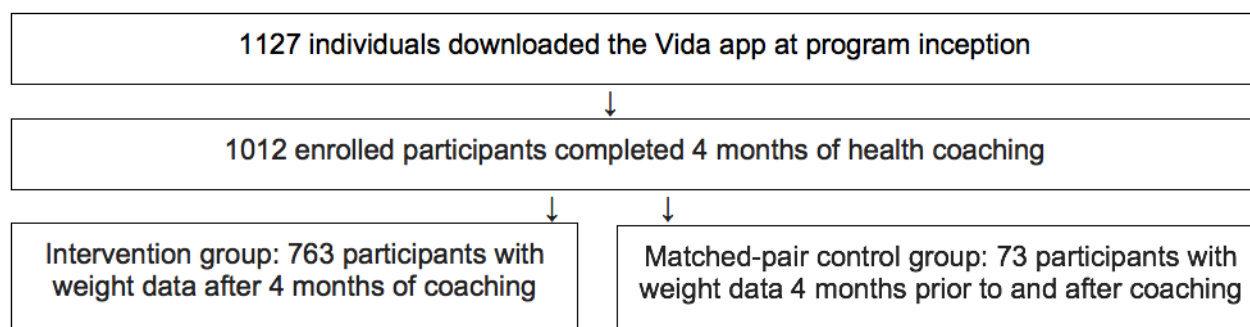 1127 individuals downloaded the Vida app at program inception
↓
1012 enrolled participants completed 4 months of health coaching
↓ ↓
Intervention group: 763 participants with
weight data after 4 months of coaching
Matched-pair control group: 73 participants with
weight data 4 months prior to and after coaching